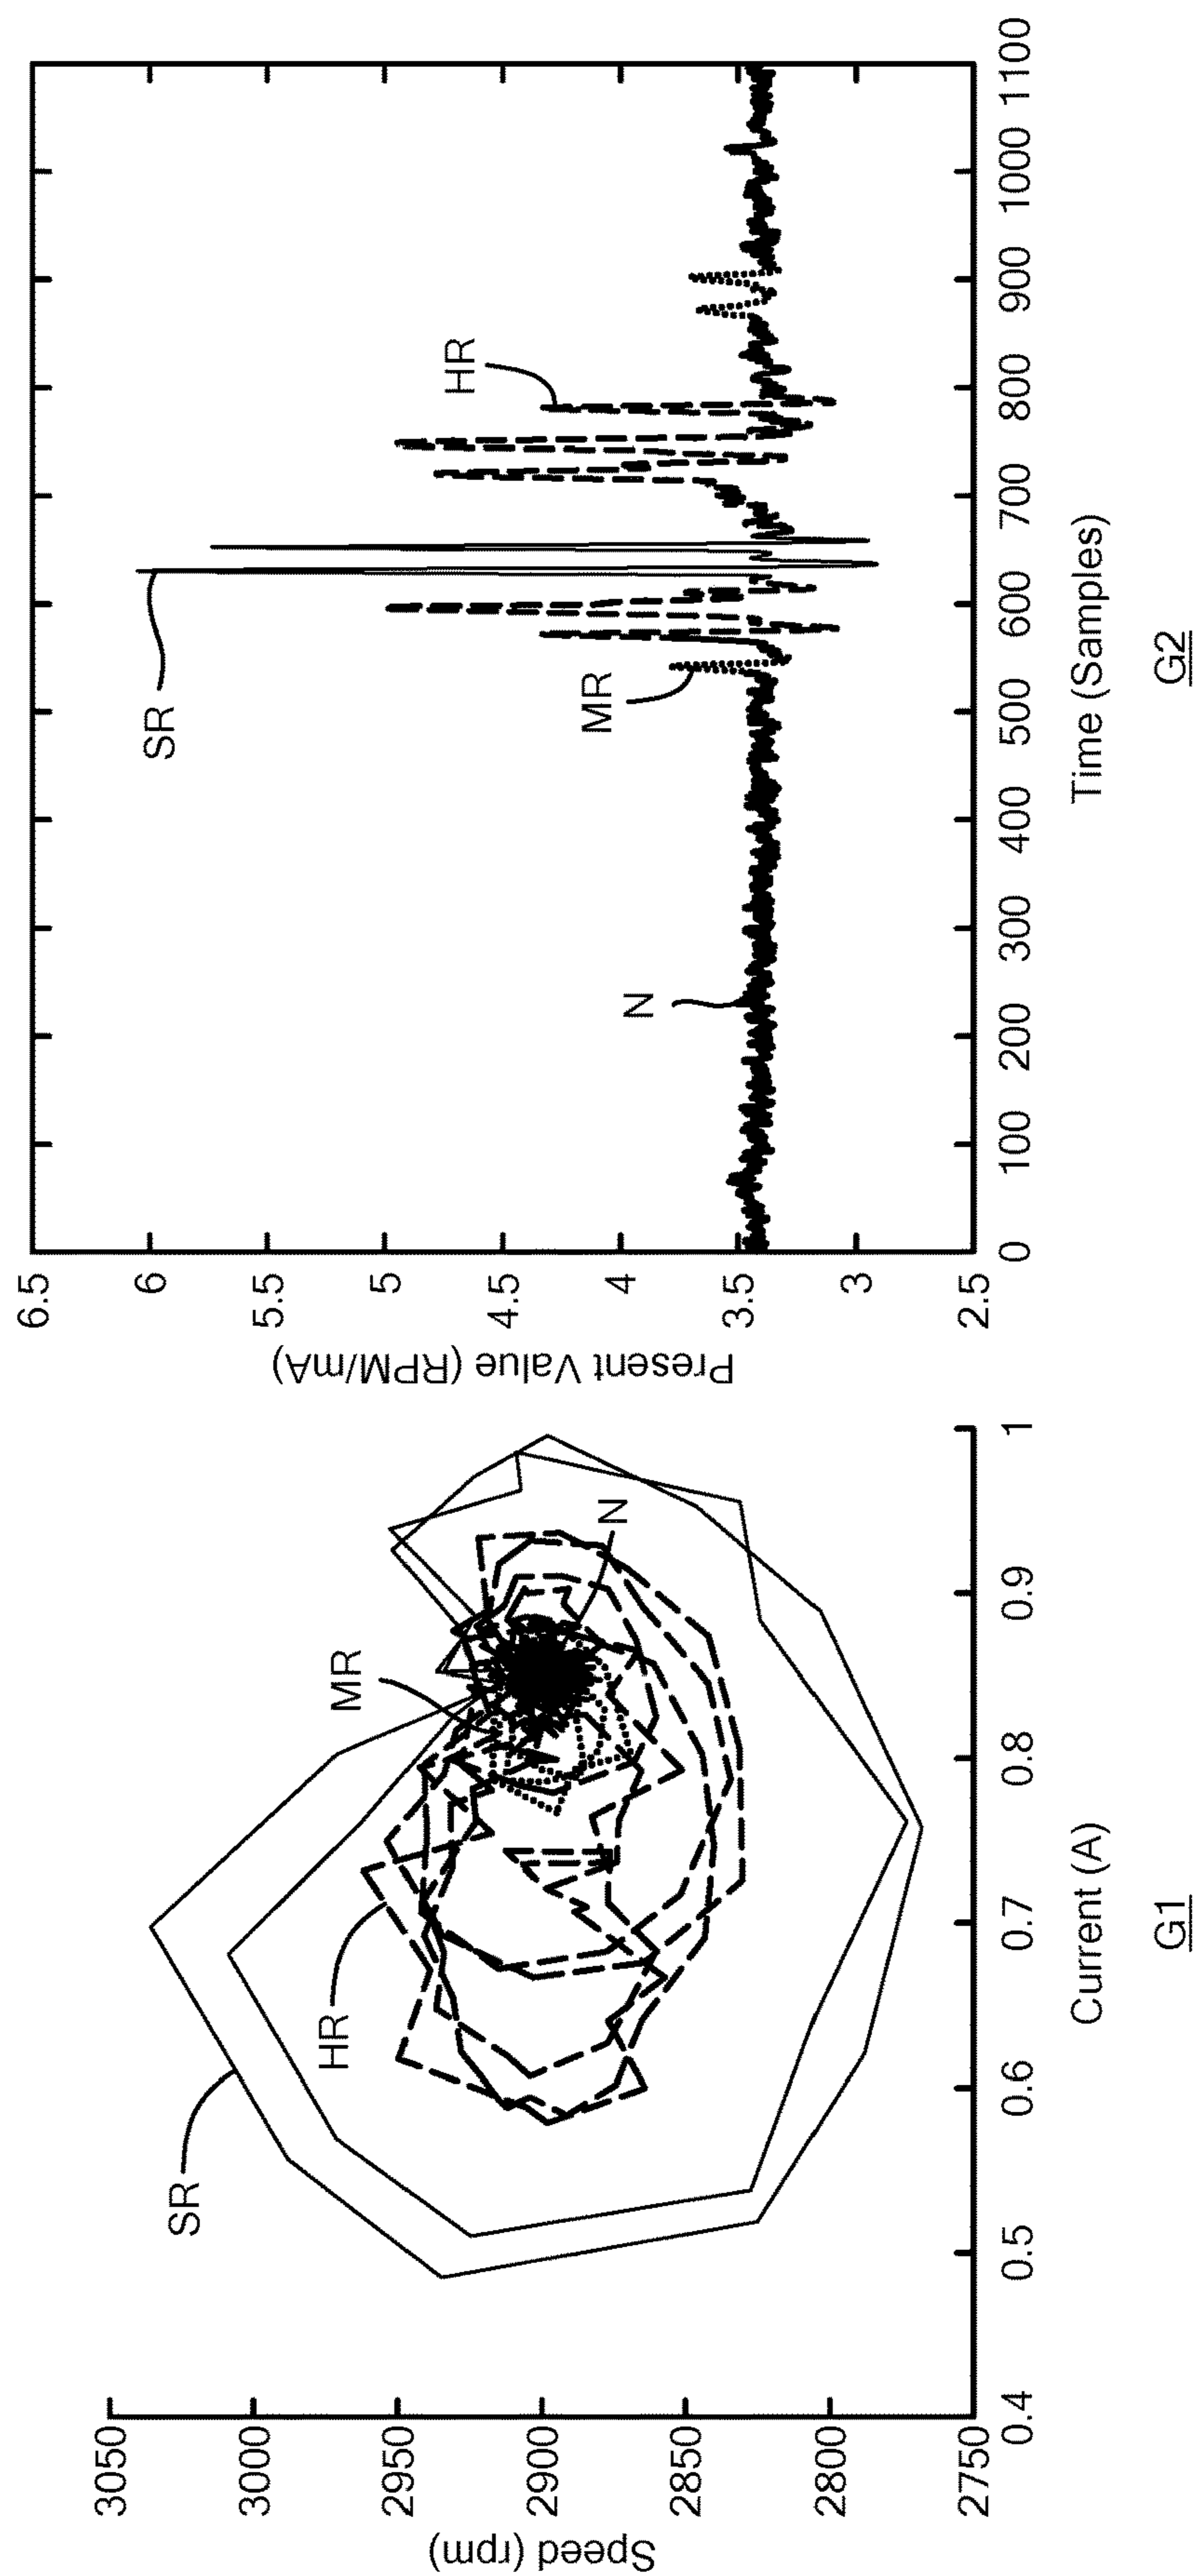 3050
3000
2950
2900
2850
2800
2750
Speed (rpm)
0.4
0.5
0.6
0.7
0.8
0.9
1
Current (A)
SR
HR
MR
N
G1
6.5
6
5.5
5
4.5
4
3.5
3
2.5
Present Value (RPM/mA)
0
100
200
300
400
500
600
700
800
900
1000
1100
Time (Samples)
SR
HR
MR
N
G2